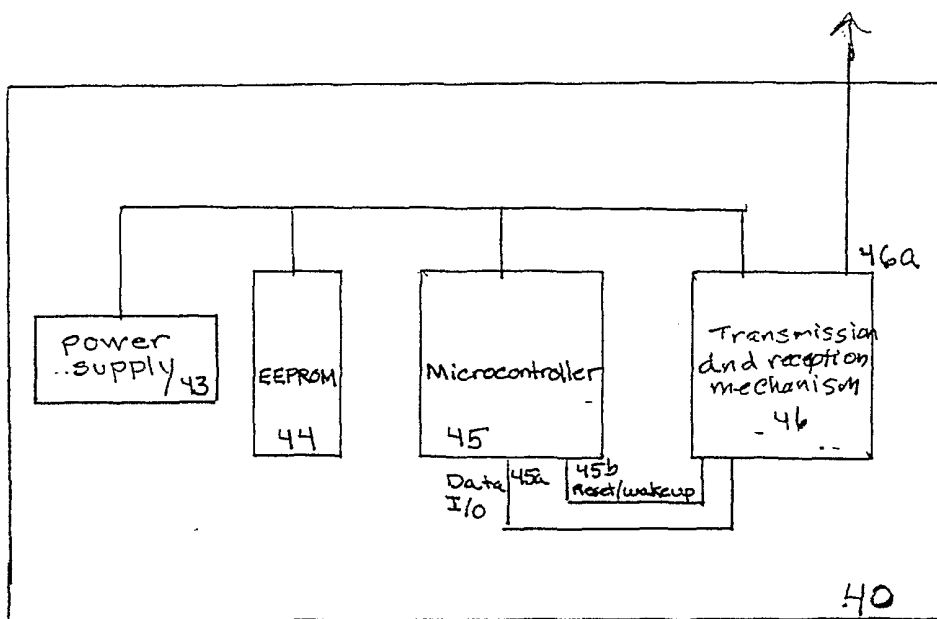 46a
power
supply
43
EEPROM
44
Microcontroller
45
Transmission
and reception
mechanism
46
Data
I/O
45a
45b
Reset/wakeup
40